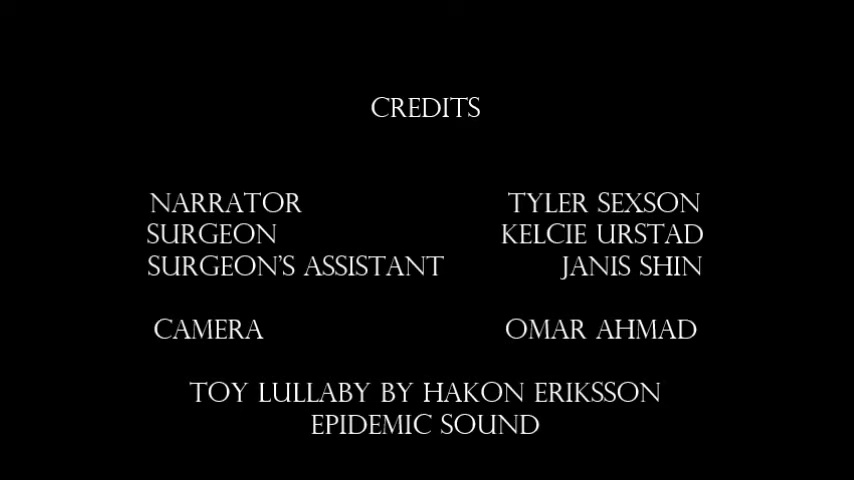 CREDITS
NARRATOR TYLER SEXSON
SURGEON KELCIE URSTAD
SURGEON'S ASSISTANT JANIS SHIN
CAMERA OMAR AHMAD
TOY LULLABY BY HAKON ERIKSSON
EPIDEMIC SOUND